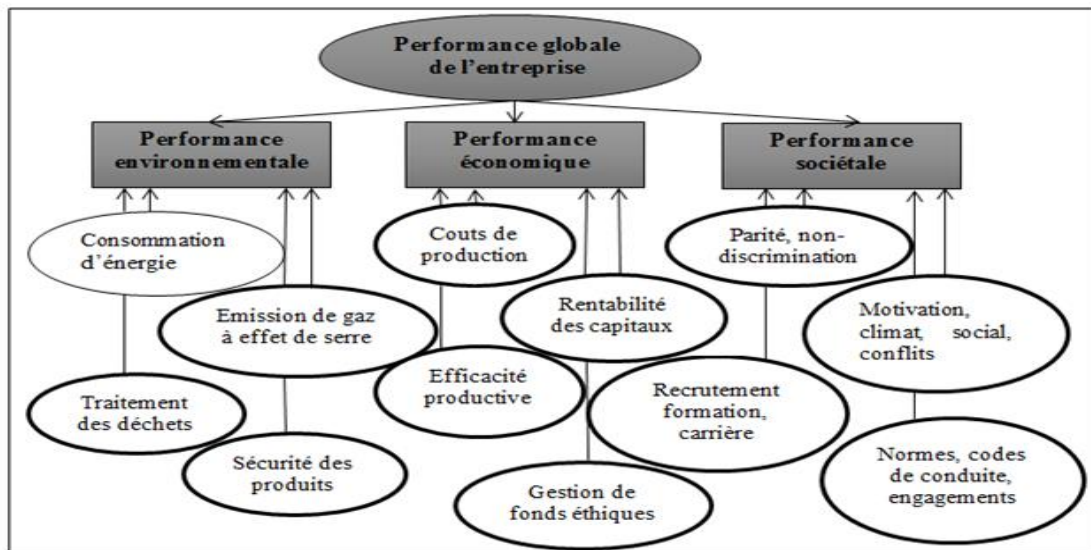 Performance globale
de l'entreprise
Performance
environnementale
Performance
économique
Performance
sociétale
Consommation
d'énergie
Emission de gaz
à effet de serre
Traitement
des déchets
Sécurité des
produits
Couts de
production
Rentabilité
des capitaux
Efficacité
productive
Gestion de
fonds éthiques
Parité, non-
discrimination
Motivation,
climat, social,
conflits
Recrutement
formation,
carrière
Normes, codes
de conduite,
engagements